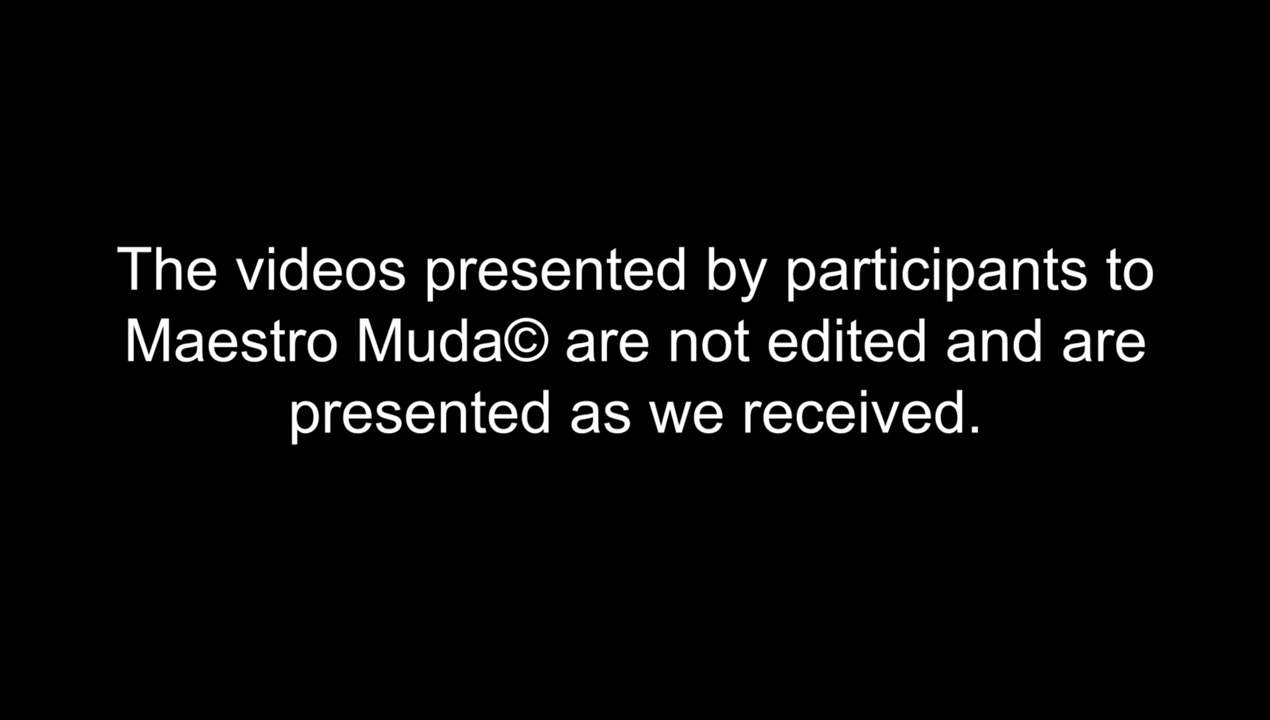 The videos presented by participants to
Maestro Muda© are not edited and are
presented as we received.